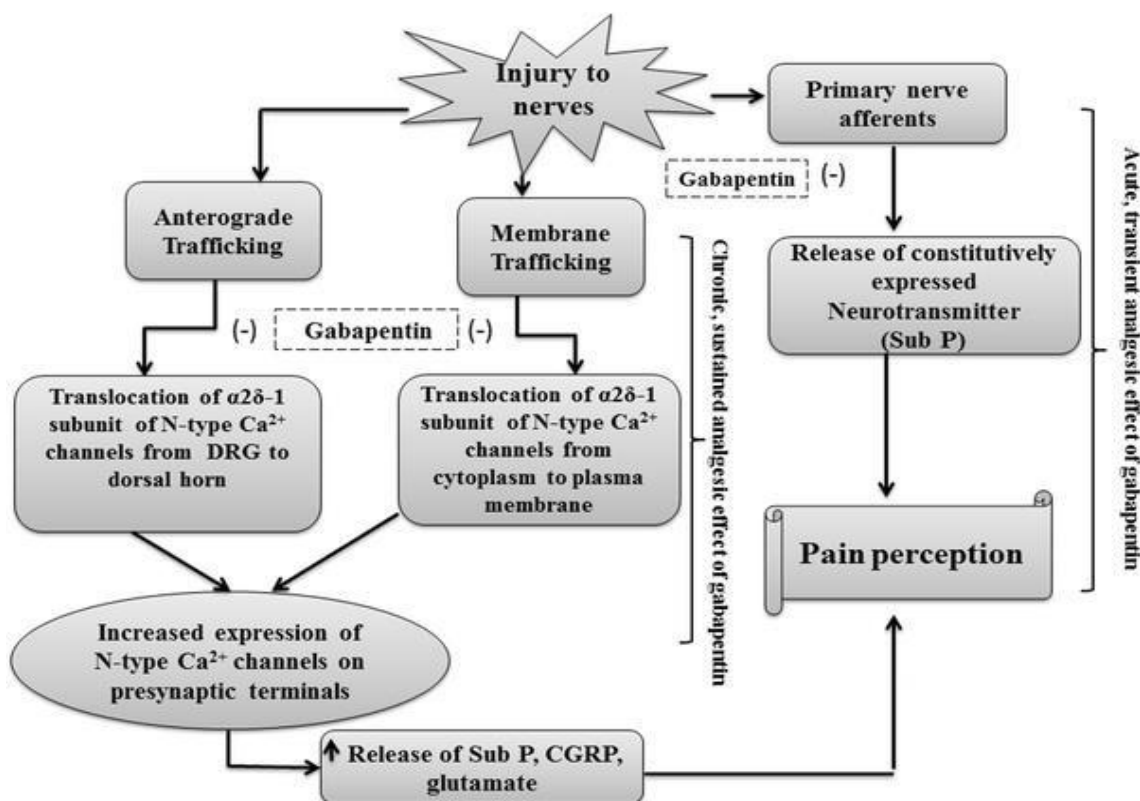 Injury to
nerves
Primary nerve
afferents
Gabapentin (-)
Anterograde
Trafficking
Membrane
Trafficking
Release of constitutively
expressed
Neurotransmitter
(Sub P)
(-) Gabapentin (-)
Translocation of α2δ-1
subunit of N-type Ca²⁺
channels from DRG to
dorsal horn
Translocation of α2δ-1
subunit of N-type Ca²⁺
channels from
cytoplasm to plasma
membrane
Chronic, sustained analgesic effect of gabapentin
Acute, transient analgesic effect of gabapentin
Pain perception
Increased expression of
N-type Ca²⁺ channels on
presynaptic terminals
Release of Sub P, CGRP,
glutamate